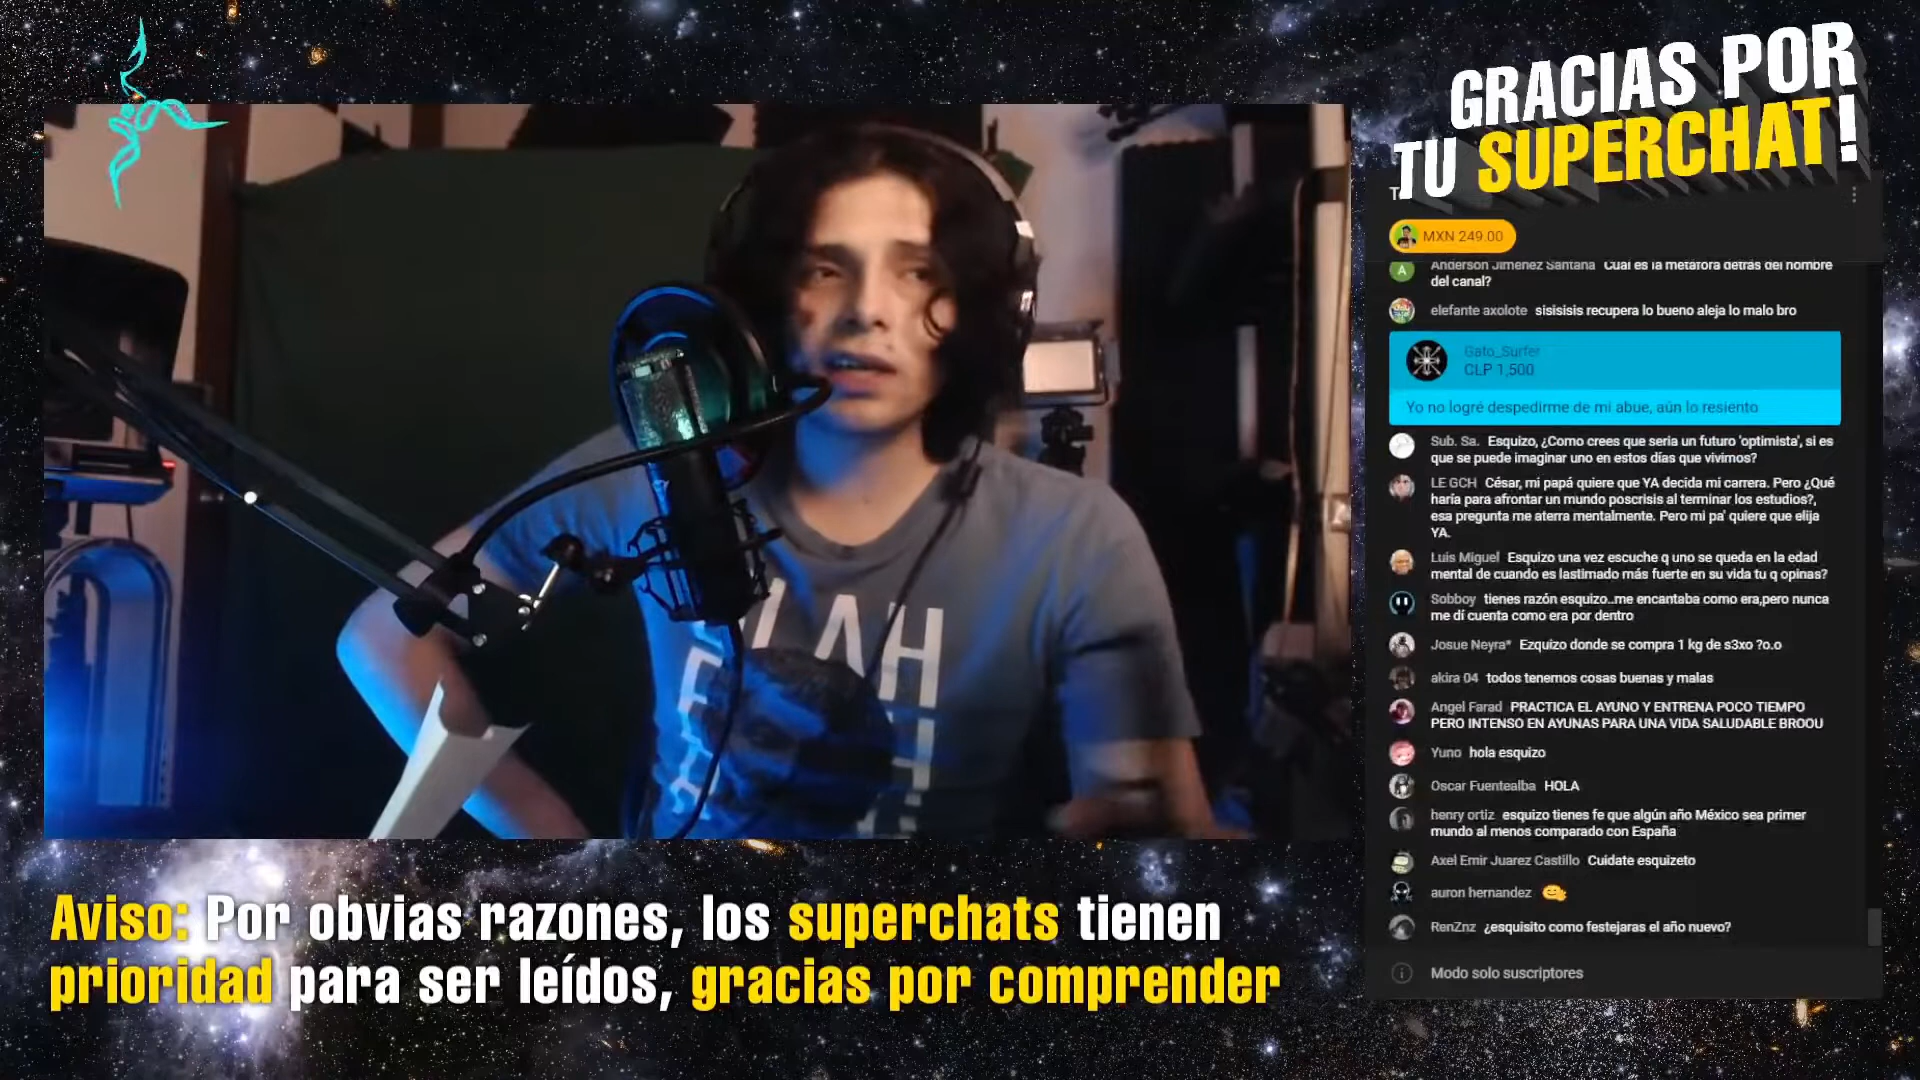 GRACIAS POR
TU SUPERCHAT!
MXN 249.00
Anderson Jimenez Santana Cual es la metáfora detrás del nombre
del canal?
elefante axolote sisisisis recupera lo bueno aleja lo malo bro
Gato_Surfer
CLP 1,500
Yo no logré despedirme de mi abue, aún lo resiento
Sub. Sa. Esquizo, ¿Como crees que seria un futuro 'optimista', si es
que se puede imaginar uno en estos días que vivimos?
LE GCH César, mi papá quiere que YA decida mi carrera. Pero ¿Qué
haría para afrontar un mundo poscrisis al terminar los estudios?,
esa pregunta me aterra mentalmente. Pero mi pa' quiere que elija
YA.
Luis Miguel Esquizo una vez escuche q uno se queda en la edad
mental de cuando es lastimado más fuerte en su vida tu q opinas?
Sobboy tienes razón esquizo..me encantaba como era,pero nunca
me dí cuenta como era por dentro
Josue Neyra* Ezquizo donde se compra 1 kg de s3xo ?o.o
akira 04 todos tenemos cosas buenas y malas
Angel Farad PRACTICA EL AYUNO Y ENTRENA POCO TIEMPO
PERO INTENSO EN AYUNAS PARA UNA VIDA SALUDABLE BROOU
Yuno hola esquizo
Oscar Fuentealba HOLA
henry ortiz esquizo tienes fe que algún año México sea primer
mundo al menos comparado con España
Axel Emir Juarez Castillo Cuidate esquizeto
auron hernandez
RenZnz ¿esquisito como festejaras el año nuevo?
Modo solo suscriptores
LAH
Aviso: Por obvias razones, los superchats tienen
prioridad para ser leídos, gracias por comprender